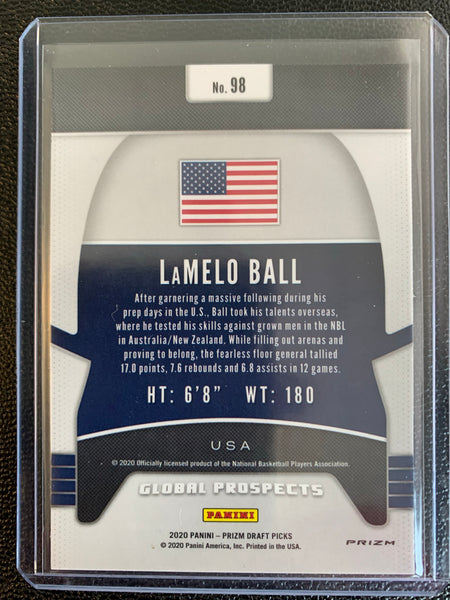 No. 98
LaMELO BALL
After garnering a massive following during his
prep days in the U.S., Ball took his talents overseas,
where he tested his skills against grown men in the NBL
in Australia/New Zealand. While filling out arenas and
proving to belong, the fearless floor general tallied
17.0 points, 7.6 rebounds and 6.8 assists in 12 games.
HT: 6'8" WT: 180
USA
© 2020 Officially licensed product of the National Basketball Players Association.
GLOBAL PROSPECTS
PANINI
2020 PANINI – PRIZM DRAFT PICKS
© 2020 Panini America, Inc. Printed in the USA.
PRIZM